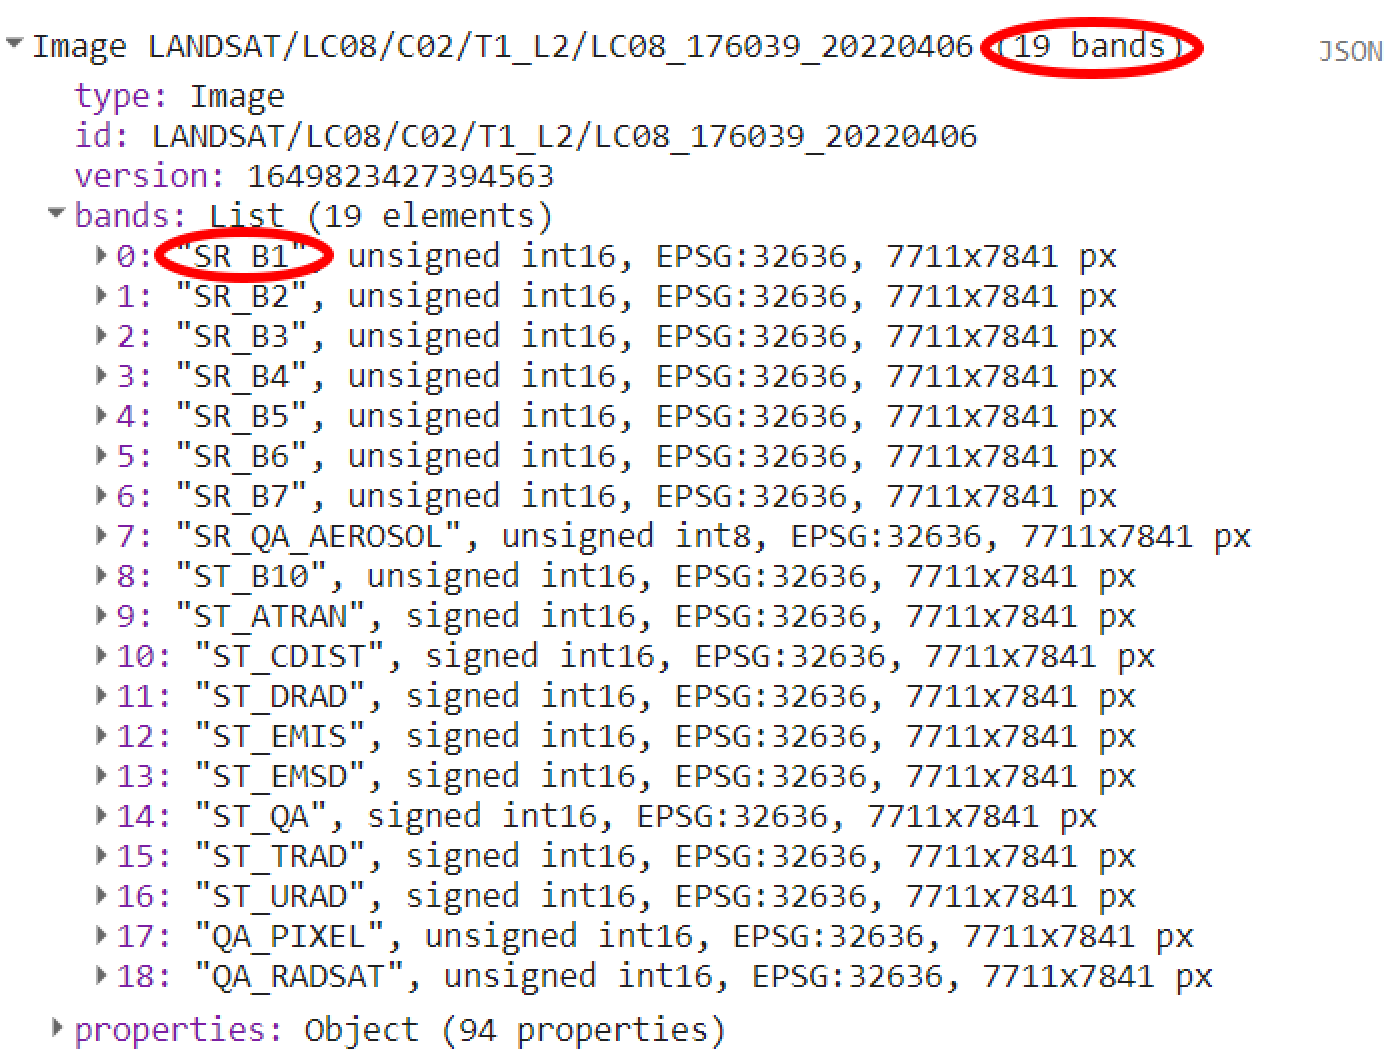 Image LANDSAT/LC08/C02/T1_L2/LC08_176039_20220406 (19 bands) JSON
type: Image
id: LANDSAT/LC08/C02/T1_L2/LC08_176039_20220406
version: 1649823427394563
bands: List (19 elements)
0: "SR_B1", unsigned int16, EPSG:32636, 7711x7841 px
1: "SR_B2", unsigned int16, EPSG:32636, 7711x7841 px
2: "SR_B3", unsigned int16, EPSG:32636, 7711x7841 px
3: "SR_B4", unsigned int16, EPSG:32636, 7711x7841 px
4: "SR_B5", unsigned int16, EPSG:32636, 7711x7841 px
5: "SR_B6", unsigned int16, EPSG:32636, 7711x7841 px
6: "SR_B7", unsigned int16, EPSG:32636, 7711x7841 px
7: "SR_QA_AEROSOL", unsigned int8, EPSG:32636, 7711x7841 px
8: "ST_B10", unsigned int16, EPSG:32636, 7711x7841 px
9: "ST_ATRAN", signed int16, EPSG:32636, 7711x7841 px
10: "ST_CDIST", signed int16, EPSG:32636, 7711x7841 px
11: "ST_DRAD", signed int16, EPSG:32636, 7711x7841 px
12: "ST_EMIS", signed int16, EPSG:32636, 7711x7841 px
13: "ST_EMSD", signed int16, EPSG:32636, 7711x7841 px
14: "ST_QA", signed int16, EPSG:32636, 7711x7841 px
15: "ST_TRAD", signed int16, EPSG:32636, 7711x7841 px
16: "ST_URAD", signed int16, EPSG:32636, 7711x7841 px
17: "QA_PIXEL", unsigned int16, EPSG:32636, 7711x7841 px
18: "QA_RADSAT", unsigned int16, EPSG:32636, 7711x7841 px
properties: Object (94 properties)